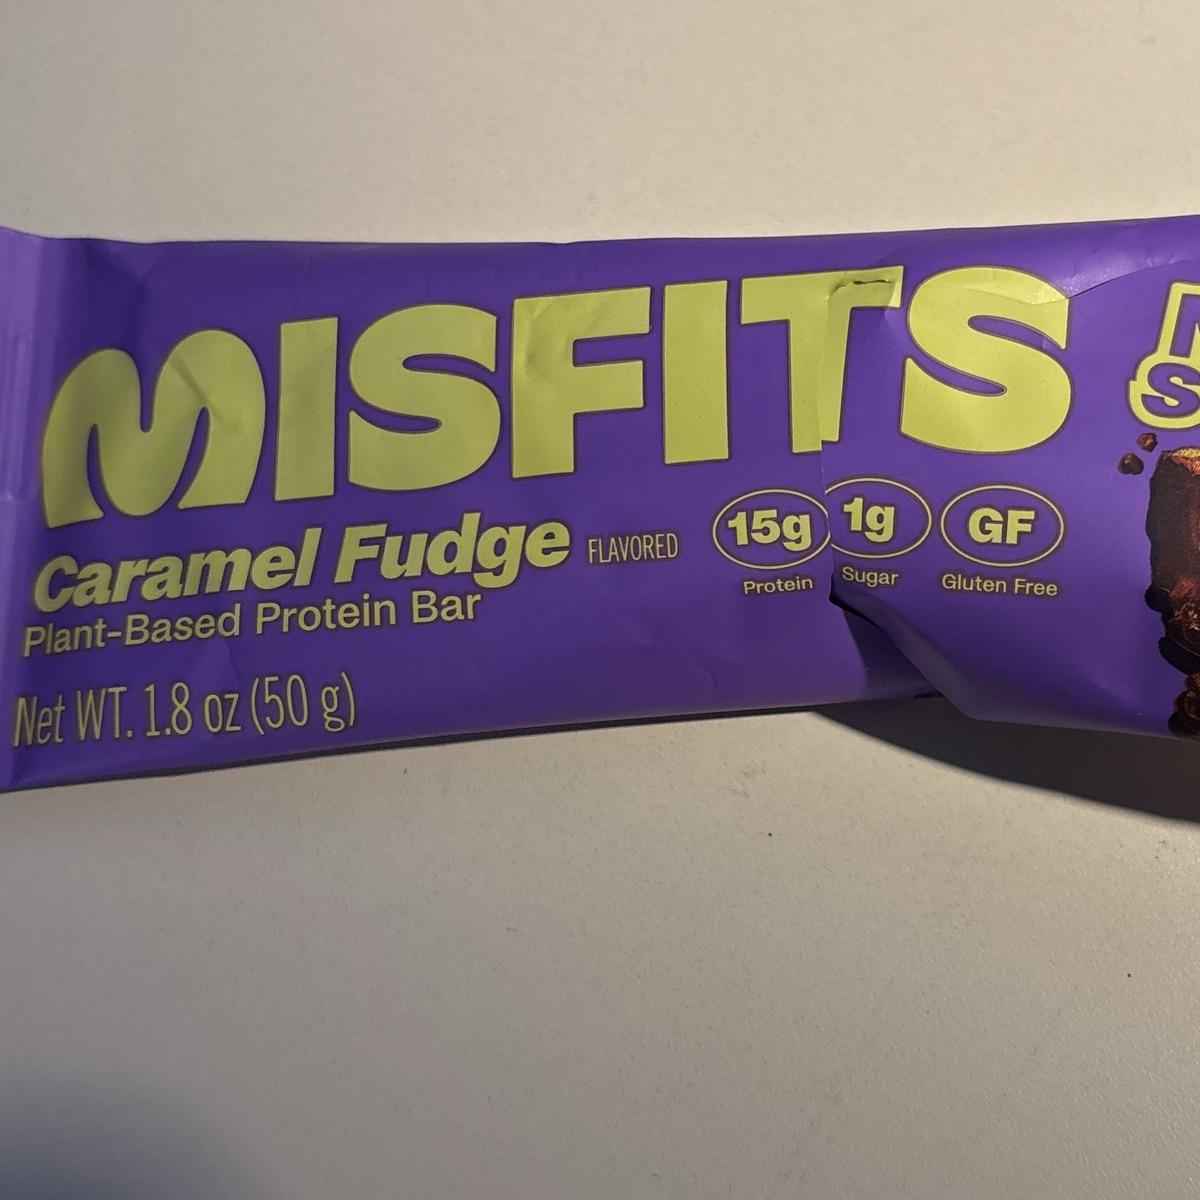 MISFITS
Caramel Fudge FLAVORED
Plant-Based Protein Bar
15g Protein
1g Sugar
GF Gluten Free
Net WT. 1.8 oz (50 g)